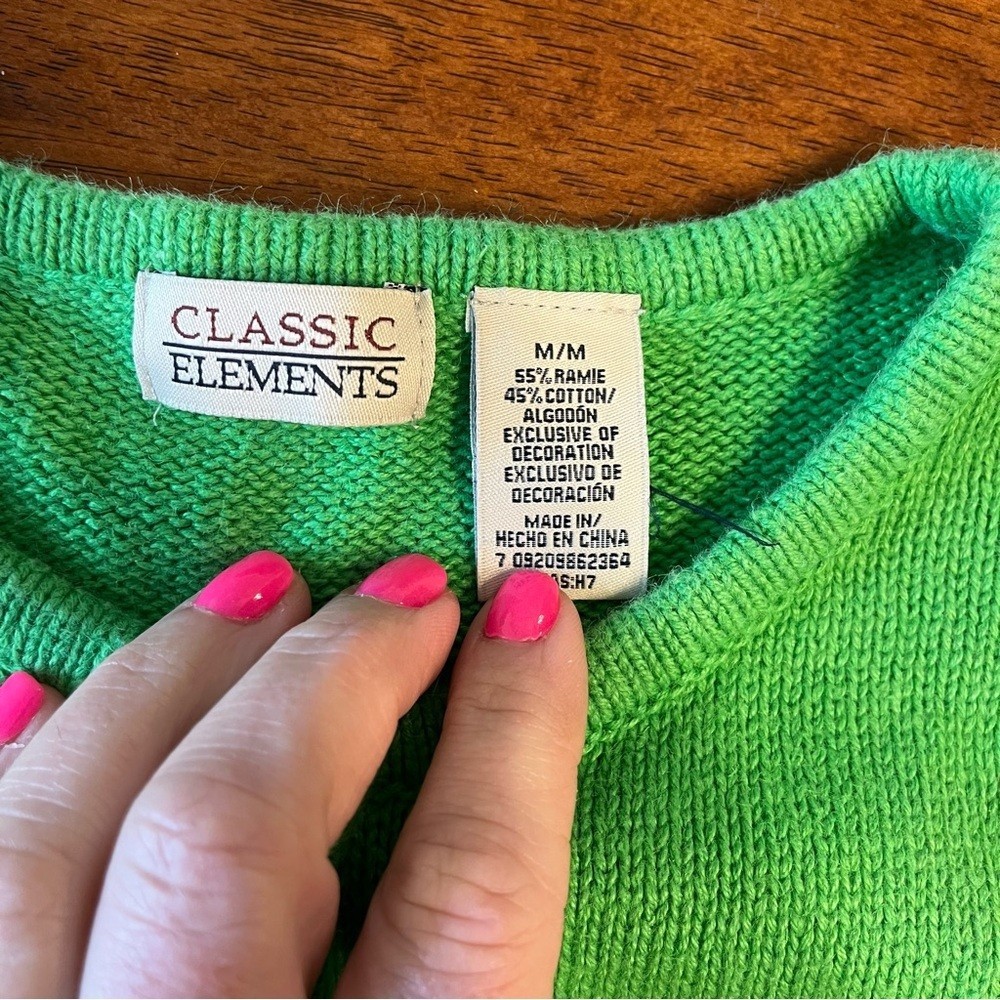 CLASSIC
ELEMENTS
M/M
55% RAMIE
45% COTTON/
ALGODÓN
EXCLUSIVE OF
DECORATION
EXCLUSIVO DE
DECORACIÓN
MADE IN/
HECHO EN CHINA
7 09209862364